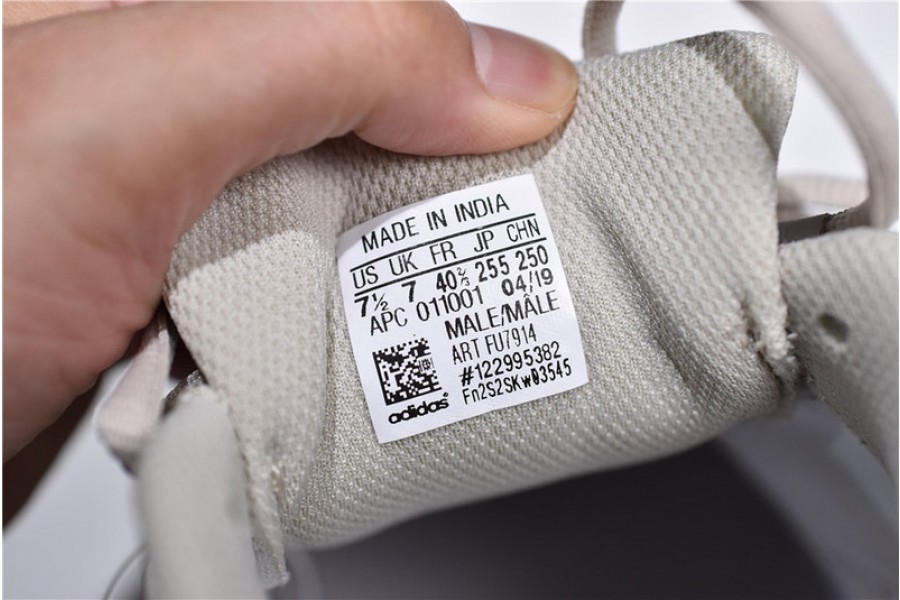 MADE IN INDIA
US UK FR JP CHN
7½ 7 40⅔ 255 250
APC 011001 04/19
MALE/MÂLE
ART FU7914
#122995382
Fn2S2SKw03545
adidas®